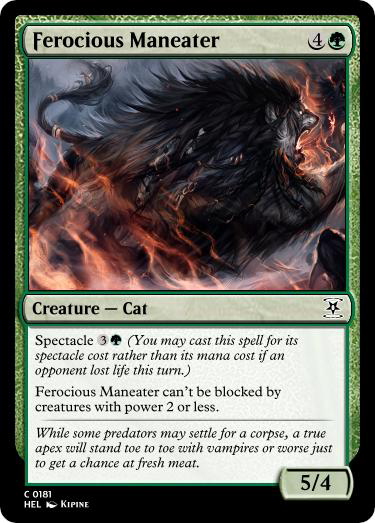 Ferocious Maneater 4
Creature — Cat
Spectacle 3 (You may cast this spell for its
spectacle cost rather than its mana cost if an
opponent lost life this turn.)
Ferocious Maneater can't be blocked by
creatures with power 2 or less.
While some predators may settle for a corpse, a true
apex will stand toe to toe with vampires or worse just
to get a chance at fresh meat.
5/4
C 0181
HEL Kipine